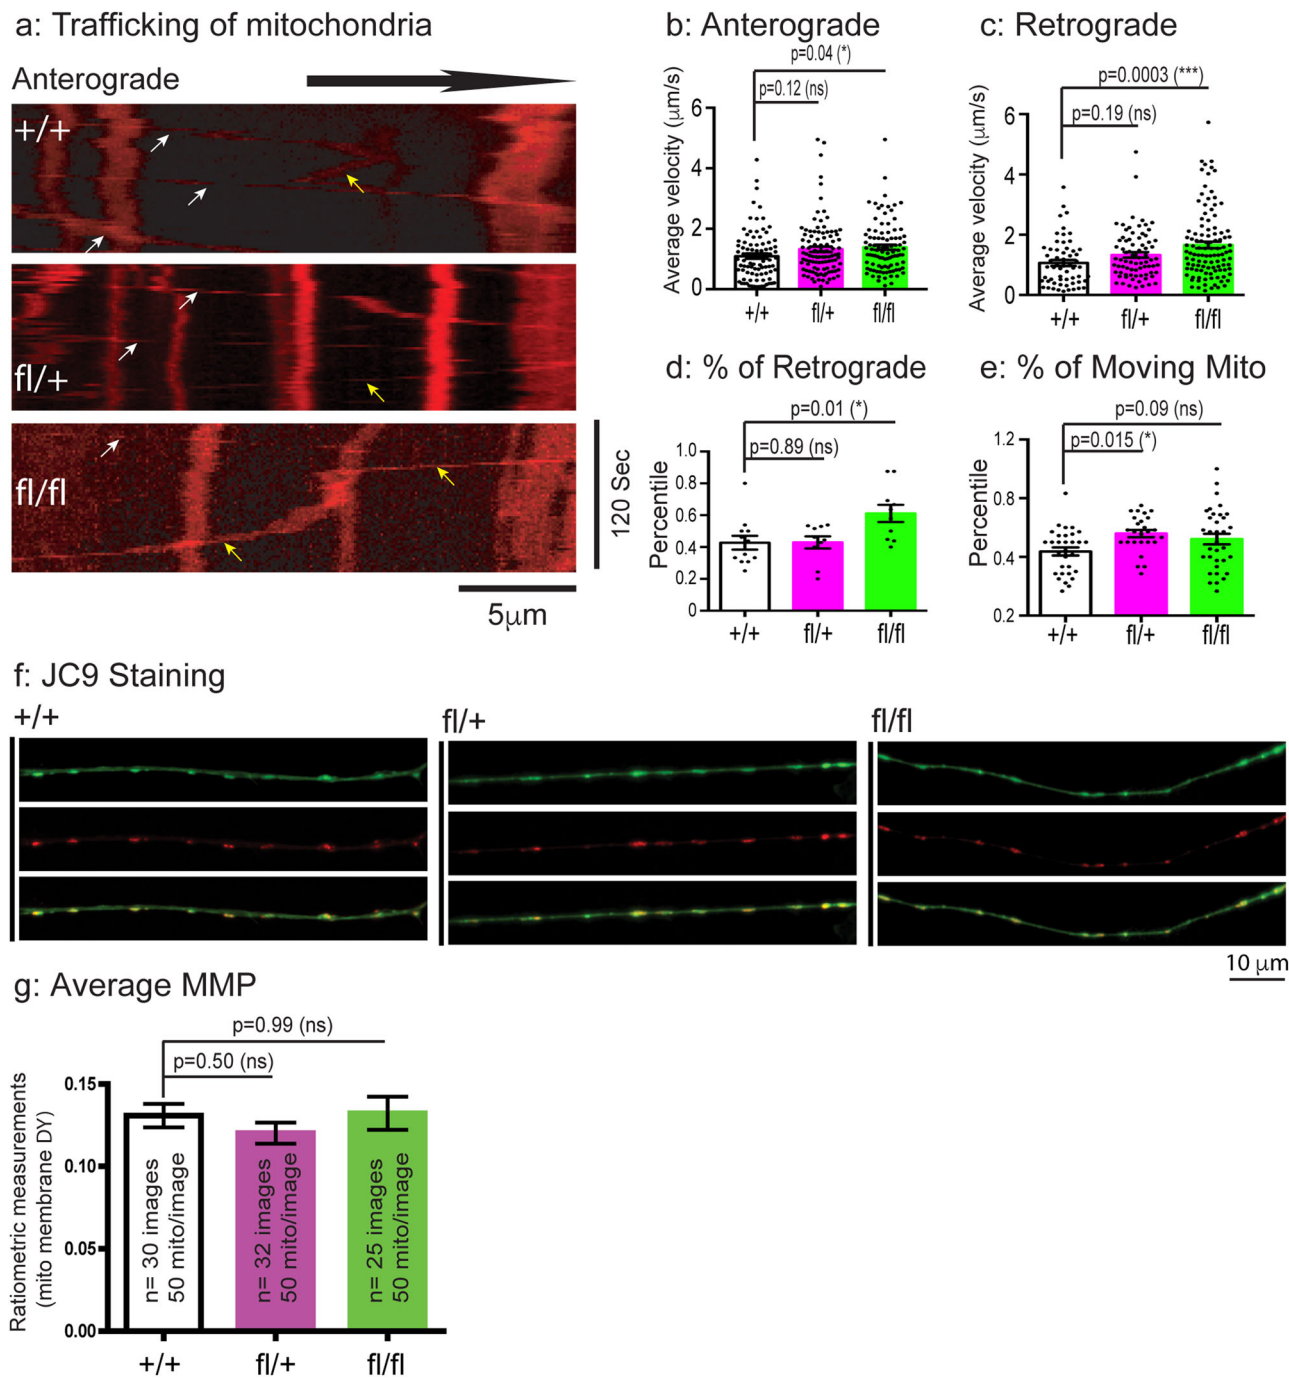 a: Trafficking of mitochondria
Anterograde
+/+
fl/+
fl/fl
120 Sec
5μm
b: Anterograde
p=0.04 (*)
p=0.12 (ns)
Average velocity (μm/s)
6
4
2
0
+/+ fl/+ fl/fl
c: Retrograde
p=0.0003 (***)
p=0.19 (ns)
Average velocity (μm/s)
6
4
2
0
+/+ fl/+ fl/fl
d: % of Retrograde
p=0.01 (*)
p=0.89 (ns)
Percentile
1.0
0.8
0.6
0.4
0.2
0
+/+ fl/+ fl/fl
e: % of Moving Mito
p=0.09 (ns)
p=0.015 (*)
Percentile
1.2
0.8
0.4
0.2
+/+ fl/+ fl/fl
f: JC9 Staining
+/+ fl/+ fl/fl
10 μm
g: Average MMP
p=0.99 (ns)
p=0.50 (ns)
Ratiometric measurements
(mito membrane DY)
0.15
0.10
0.05
0.00
n= 30 images
50 mito/image
n= 32 images
50 mito/image
n= 25 images
50 mito/image
+/+ fl/+ fl/fl